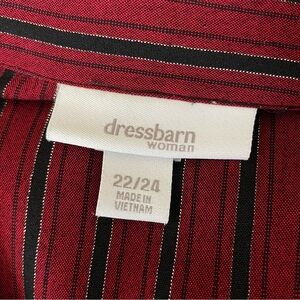 dressbarn
woman
22/24
MADE IN
VIETNAM